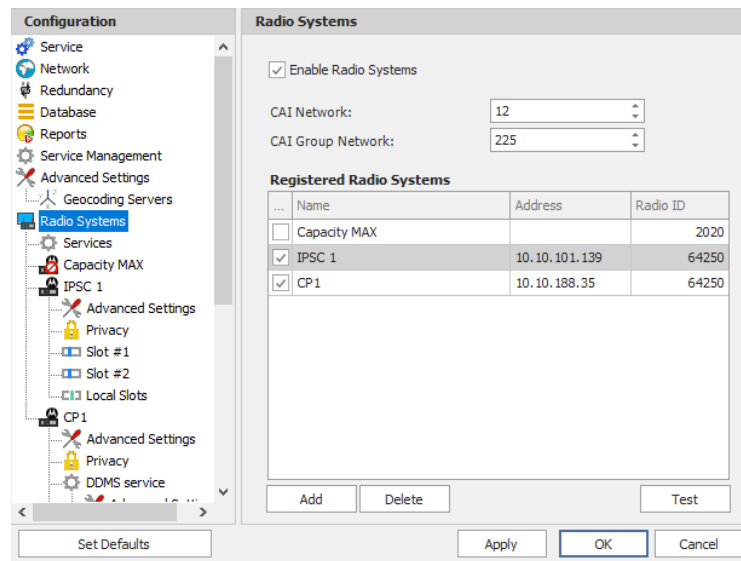 Configuration
Service
Network
Redundancy
Database
Reports
Service Management
Advanced Settings
Geocoding Servers
Radio Systems
Services
Capacity MAX
IPSC 1
Advanced Settings
Privacy
Slot #1
Slot #2
Local Slots
CP1
Advanced Settings
Privacy
DDMS service
Set Defaults
Radio Systems
Enable Radio Systems
CAI Network: 12
CAI Group Network: 225
Registered Radio Systems
... Name Address Radio ID
Capacity MAX 2020
IPSC 1 10.10.101.139 64250
CP1 10.10.188.35 64250
Add Delete Test
Apply OK Cancel